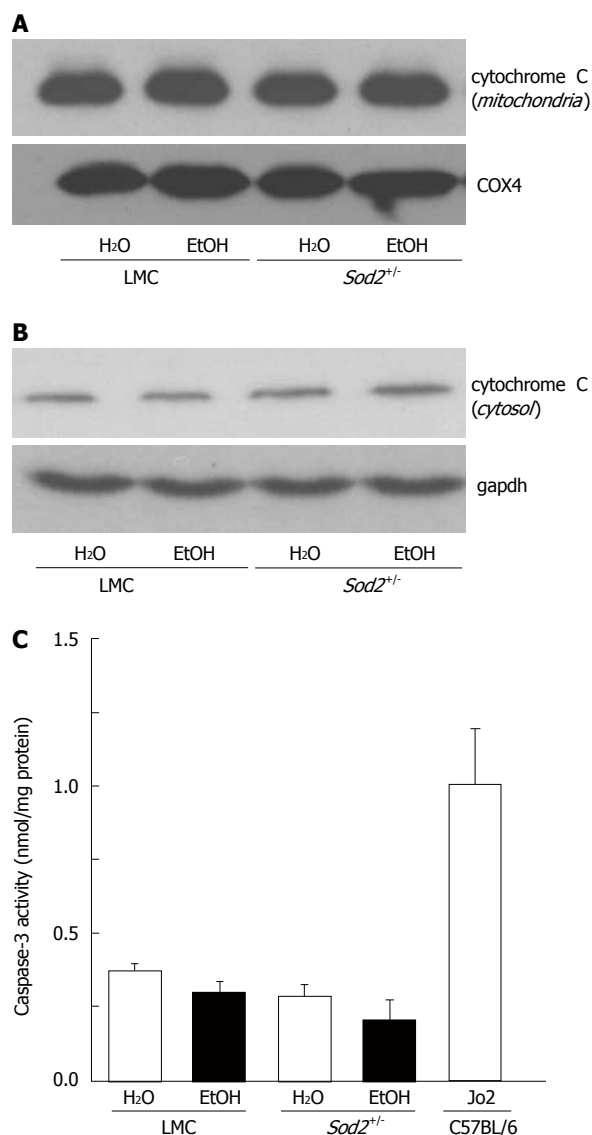 A
cytochrome C
(mitochondria)
COX4
H2O EtOH H2O EtOH
LMC Sod2+/-
B
cytochrome C
(cytosol)
gapdh
H2O EtOH H2O EtOH
LMC Sod2+/-
C
Caspase-3 activity (nmol/mg protein)
1.5
1.0
0.5
0.0
H2O EtOH H2O EtOH Jo2
LMC Sod2+/- C57BL/6